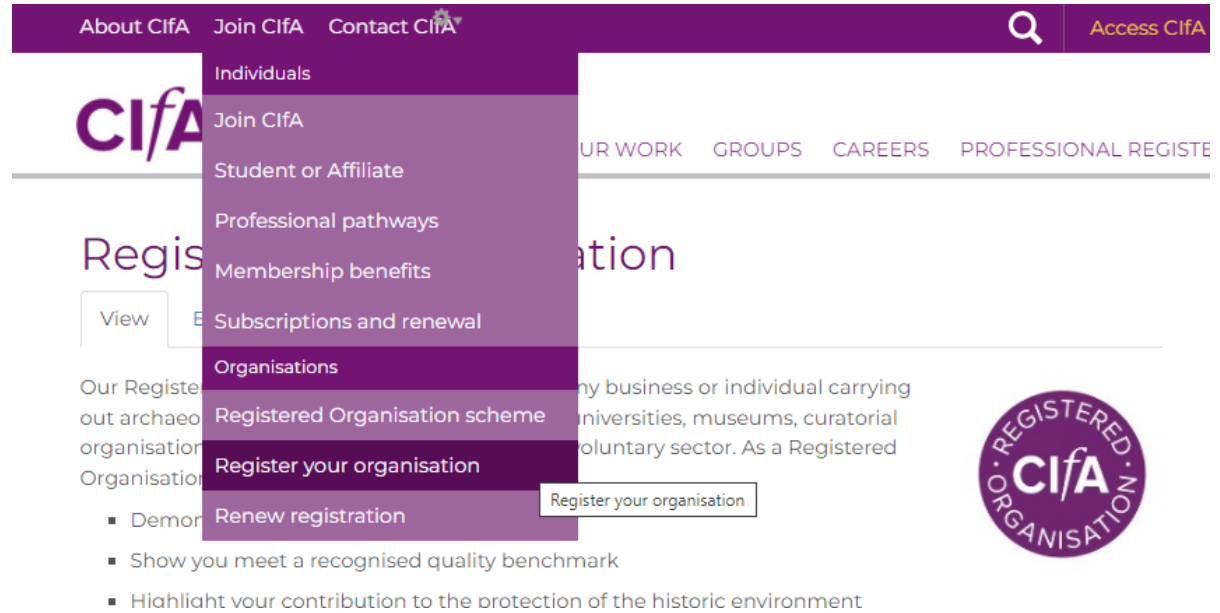 About CIfA Join CIfA Contact CIfA Access CIfA
Individuals
CIfA
Join CIfA
UR WORK GROUPS CAREERS PROFESSIONAL REGISTE
Student or Affiliate
Professional pathways
Regis ation
Membership benefits
View E Subscriptions and renewal
Organisations
Our Register ny business or individual carrying
out archaeo Registered Organisation scheme niversities, museums, curatorial
organisation voluntary sector. As a Registered
Register your organisation
Organisation
Register your organisation
Demon Renew registration
Show you meet a recognised quality benchmark
Highlight your contribution to the protection of the historic environment
REGISTERED
CIfA
ORGANISATION